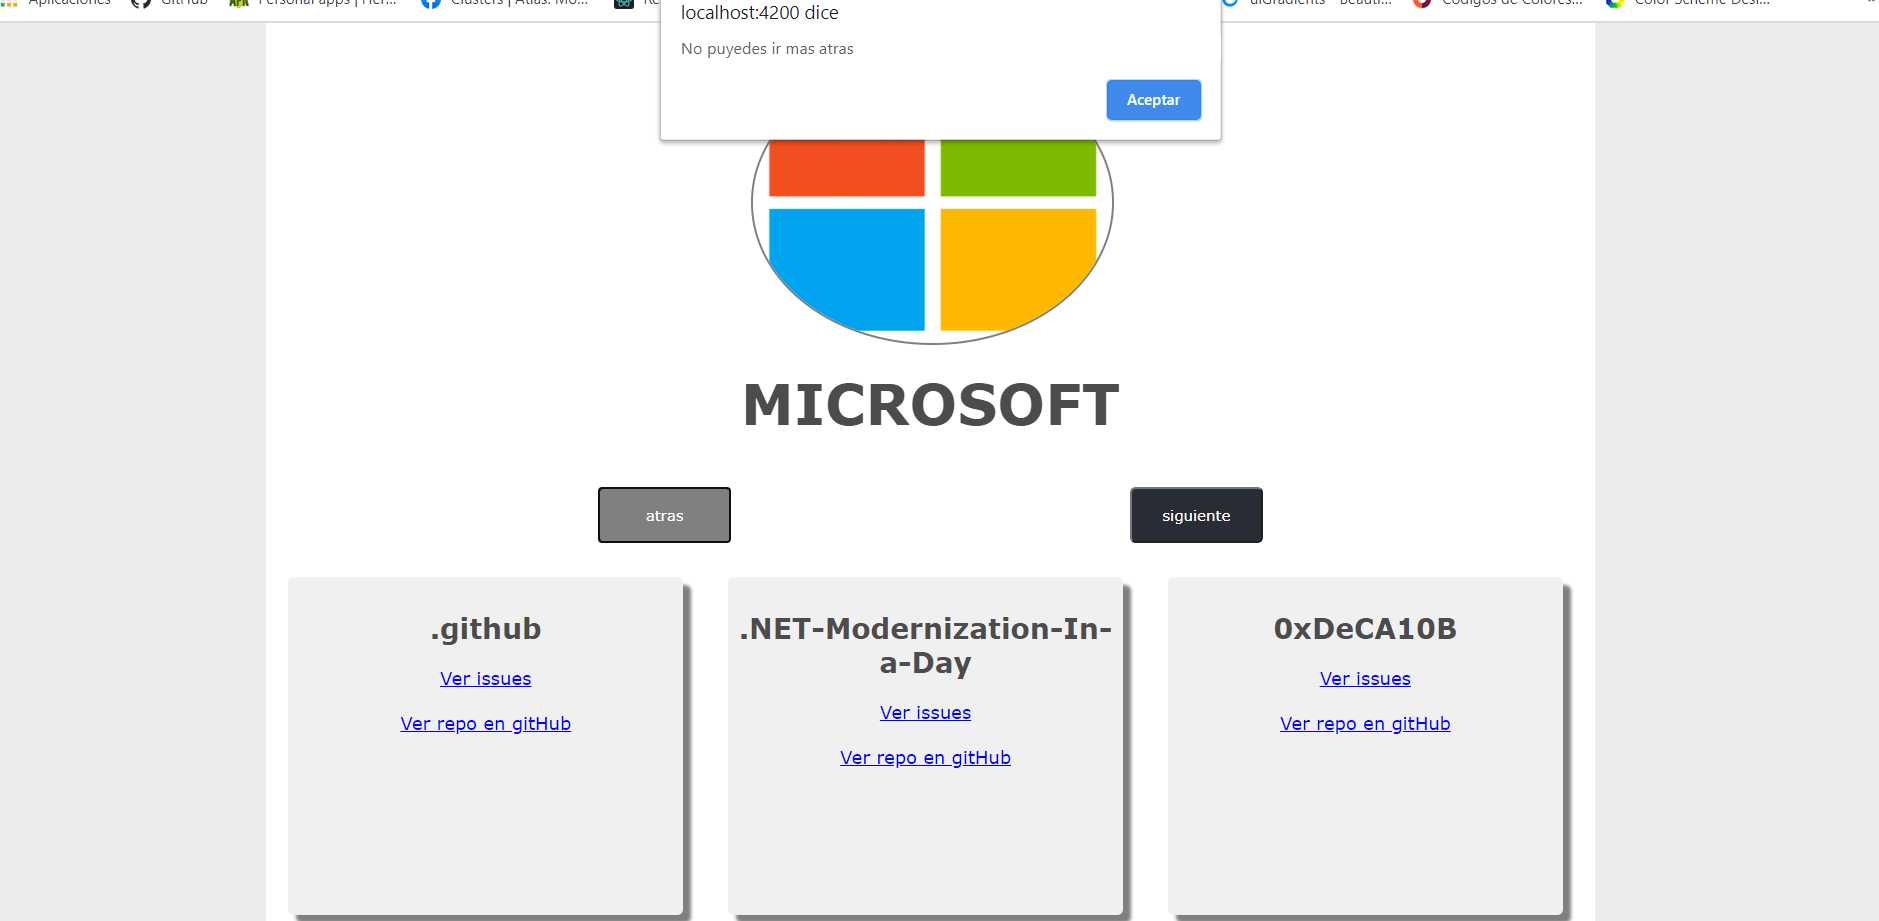 Aplicaciones GitHub Personal apps | Her... Clusters | Atlas: Mo... uiGradients - Beauti... Códigos de Colores... Color Scheme Desi...
localhost:4200 dice
No puyedes ir mas atras
Aceptar
MICROSOFT
atras siguiente
.github
Ver issues
Ver repo en gitHub
.NET-Modernization-In-
a-Day
Ver issues
Ver repo en gitHub
0xDeCA10B
Ver issues
Ver repo en gitHub